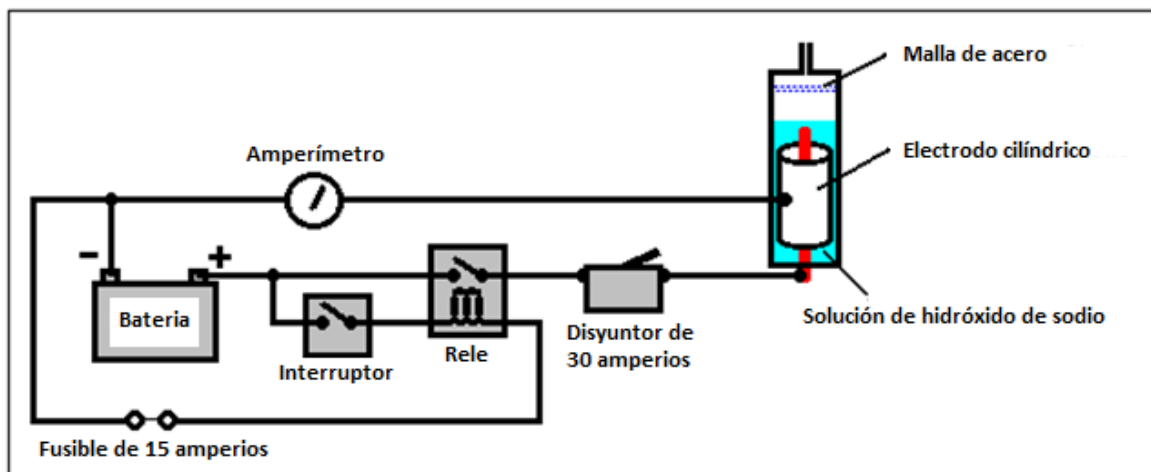 Malla de acero
Amperímetro
Electrodo cilíndrico
-
+
Bateria
Interruptor
Rele
Disyuntor de
30 amperios
Solución de hidróxido de sodio
Fusible de 15 amperios